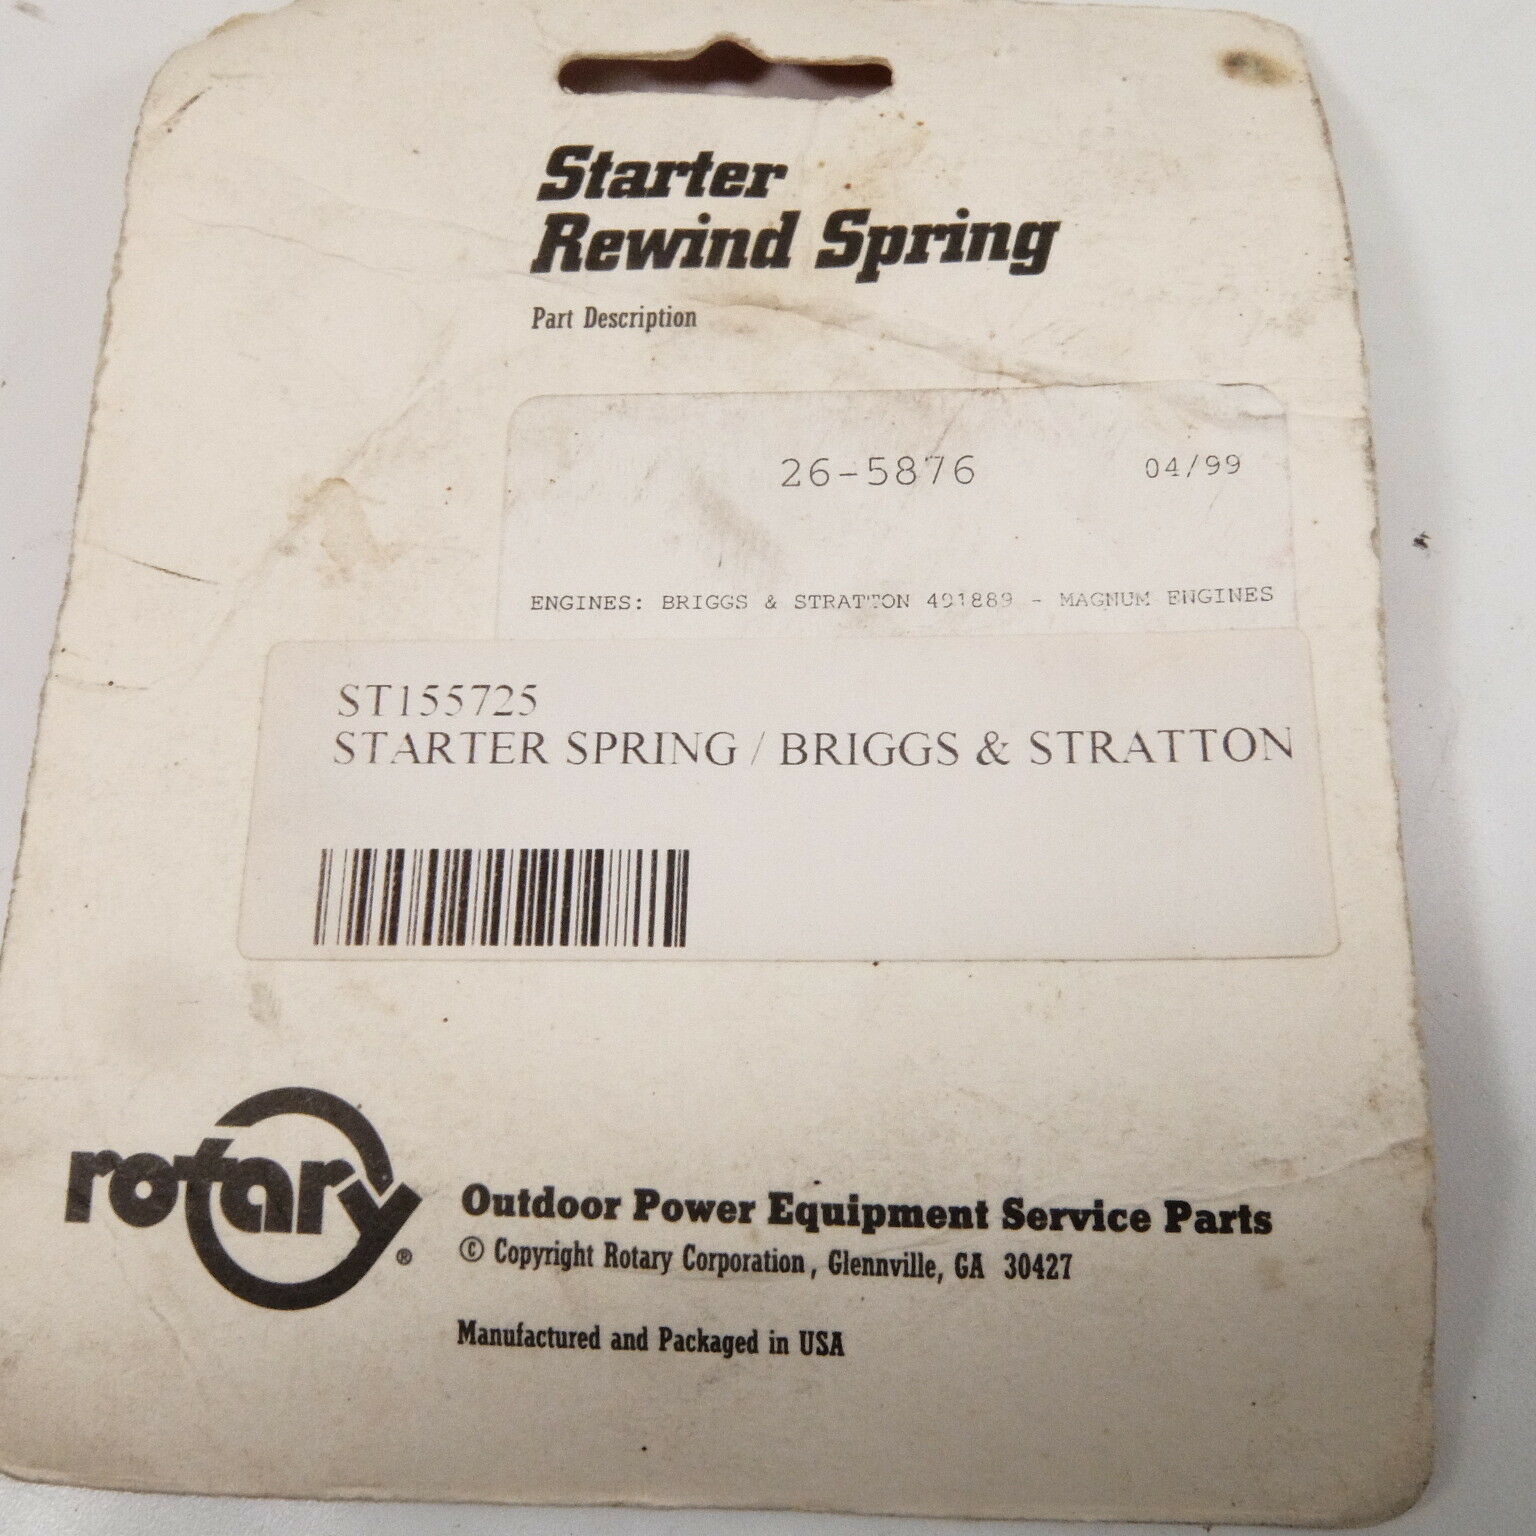 Starter
Rewind Spring
Part Description
26-5876 04/99
ENGINES: BRIGGS & STRATTON 491889 - MAGNUM ENGINES
ST155725
STARTER SPRING / BRIGGS & STRATTON
rotary®
Outdoor Power Equipment Service Parts
© Copyright Rotary Corporation, Glennville, GA 30427
Manufactured and Packaged in USA